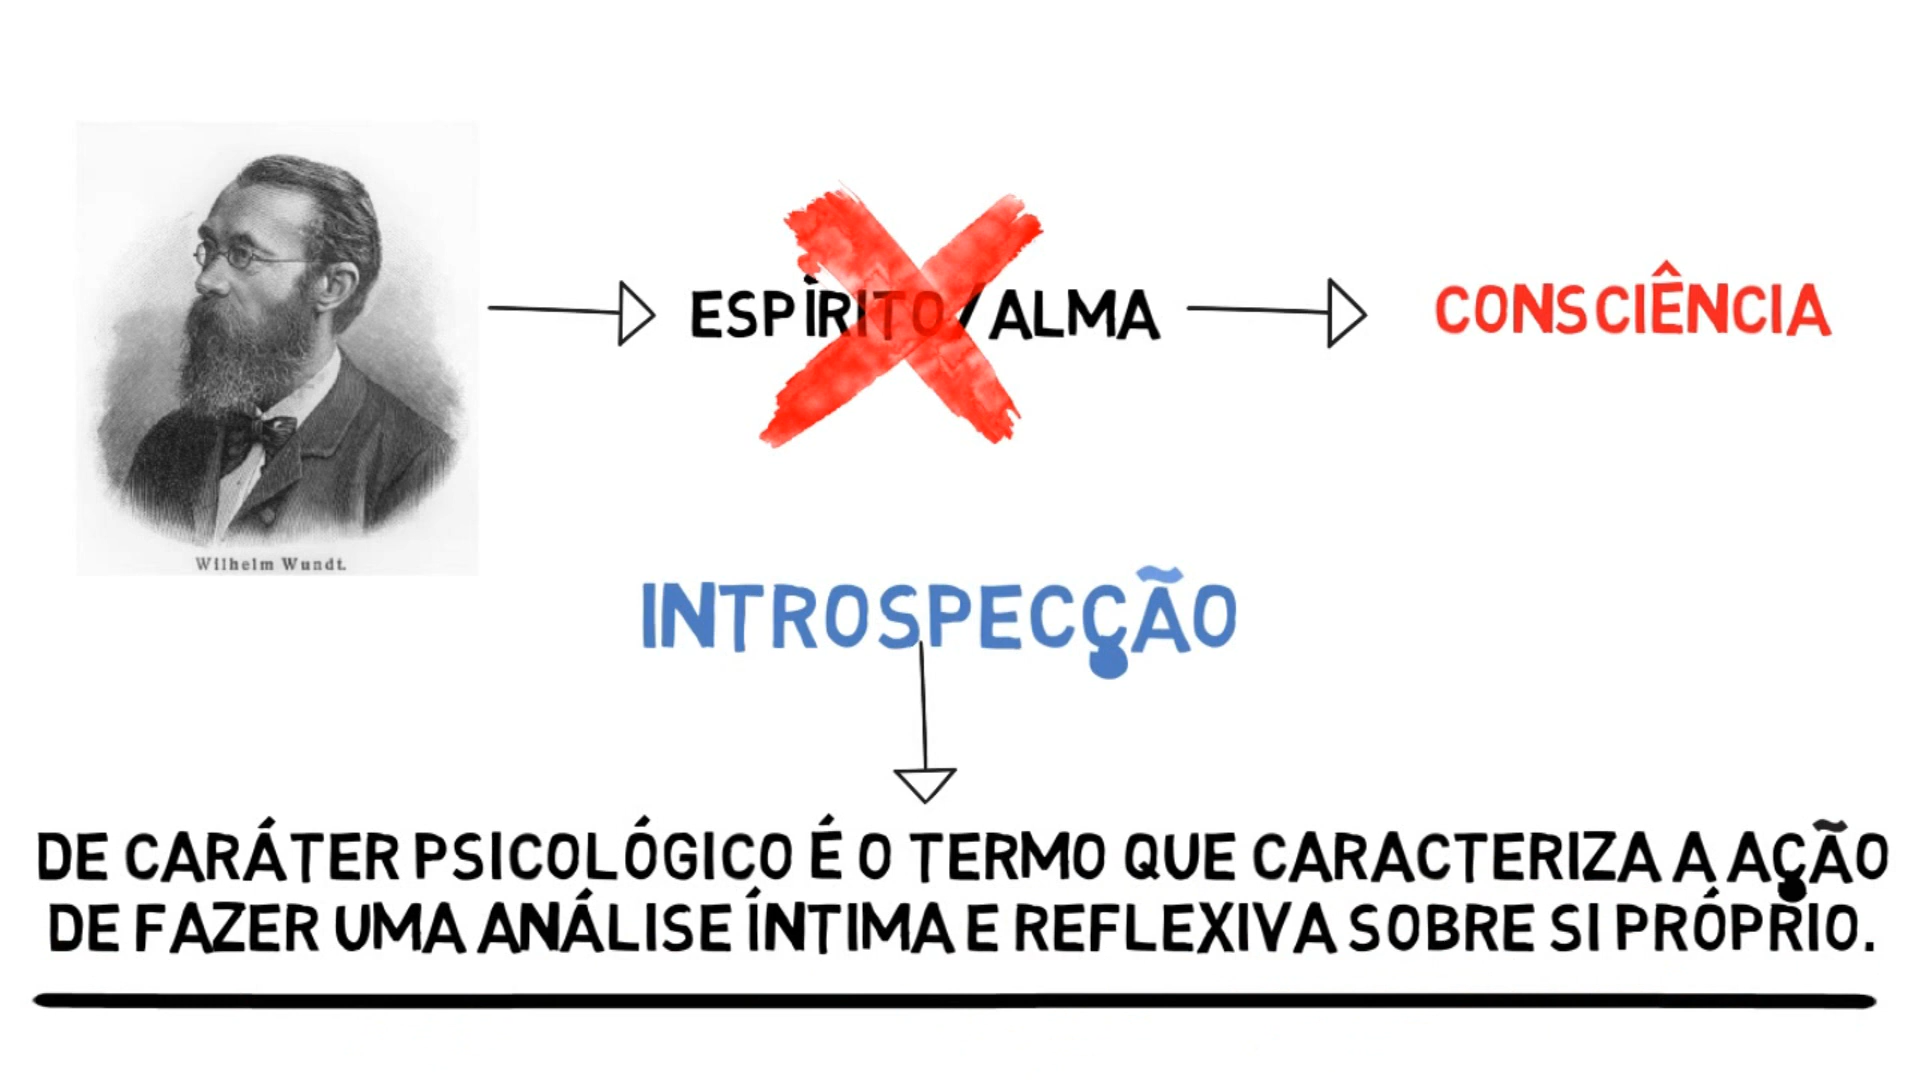 ESPÍRITO/ALMA
CONSCIÊNCIA
Wilhelm Wundt.
INTROSPECÇÃO
DE CARÁTER PSICOLÓGICO É O TERMO QUE CARACTERIZA A AÇÃO
DE FAZER UMA ANÁLISE ÍNTIMA E REFLEXIVA SOBRE SI PRÓPRIO.